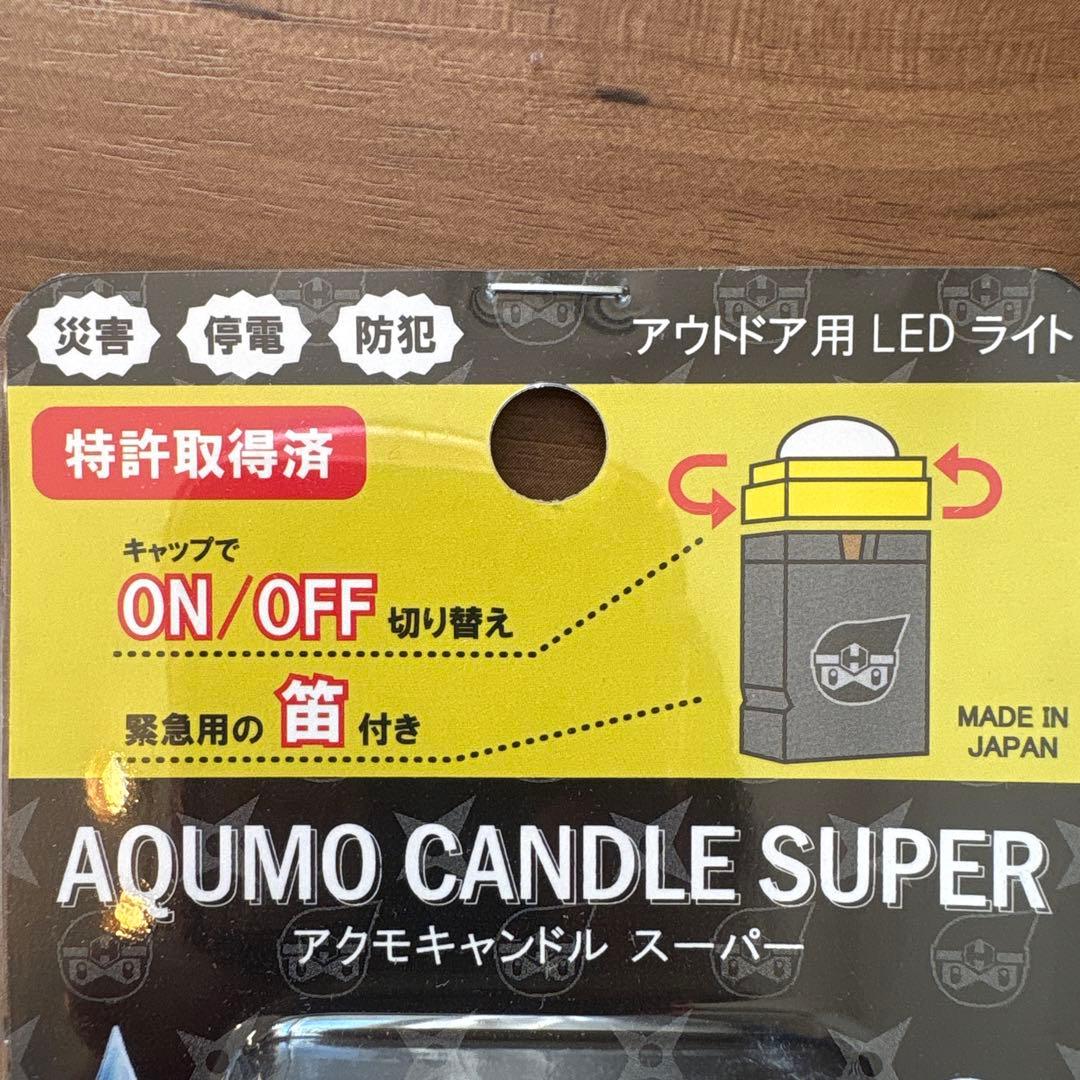 災害 停電 防犯 アウトドア用 LED ライト
特許取得済
キャップで
ON/OFF 切り替え
緊急用の 笛 付き
MADE IN
JAPAN
AQUMO CANDLE SUPER
アクモキャンドル スーパー